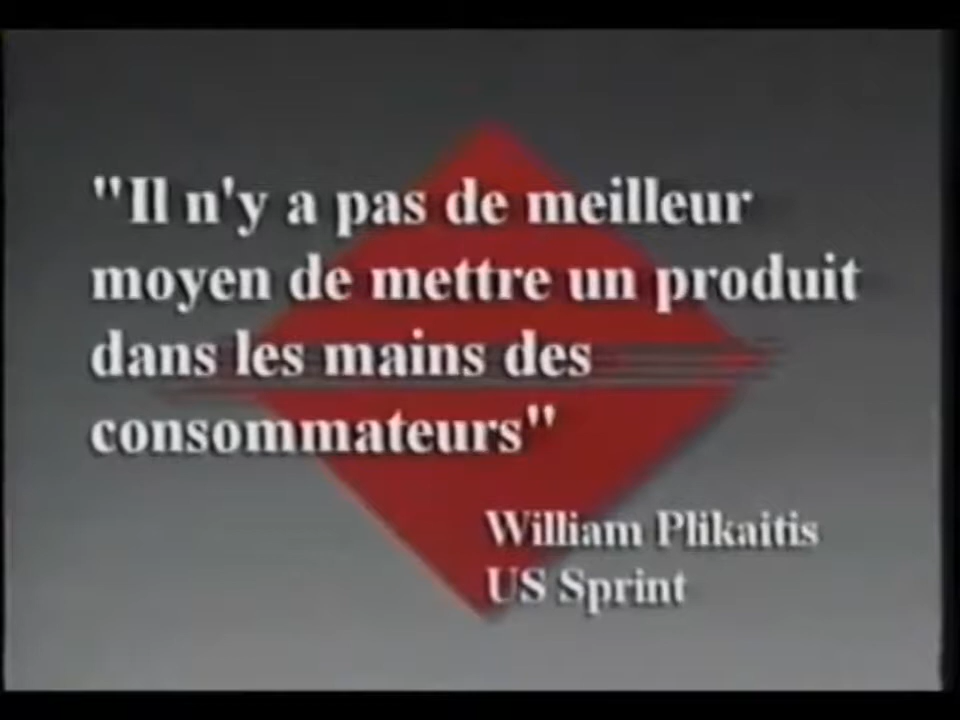 "Il n'y a pas de meilleur
moyen de mettre un produit
dans les mains des
consommateurs"
William Plikaitis
US Sprint